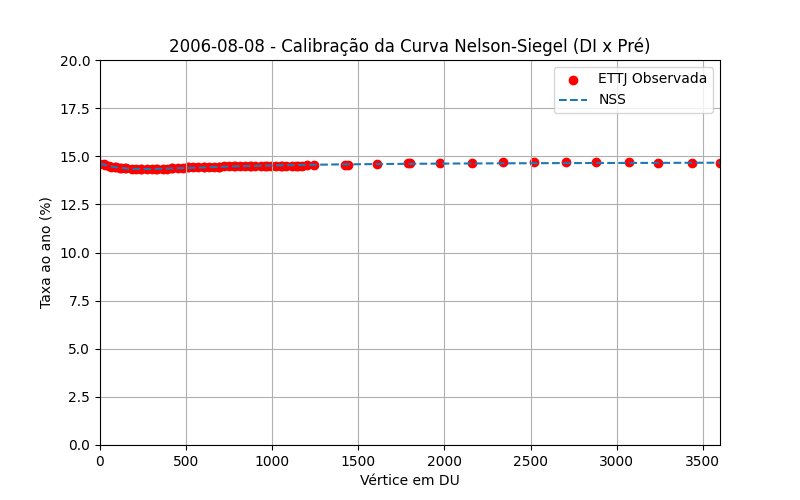 2006-08-08 - Calibração da Curva Nelson-Siegel (DI x Pré)
ETTJ Observada
NSS
20.0
17.5
15.0
12.5
10.0
7.5
5.0
2.5
0.0
Taxa ao ano (%)
0 500 1000 1500 2000 2500 3000 3500
Vértice em DU